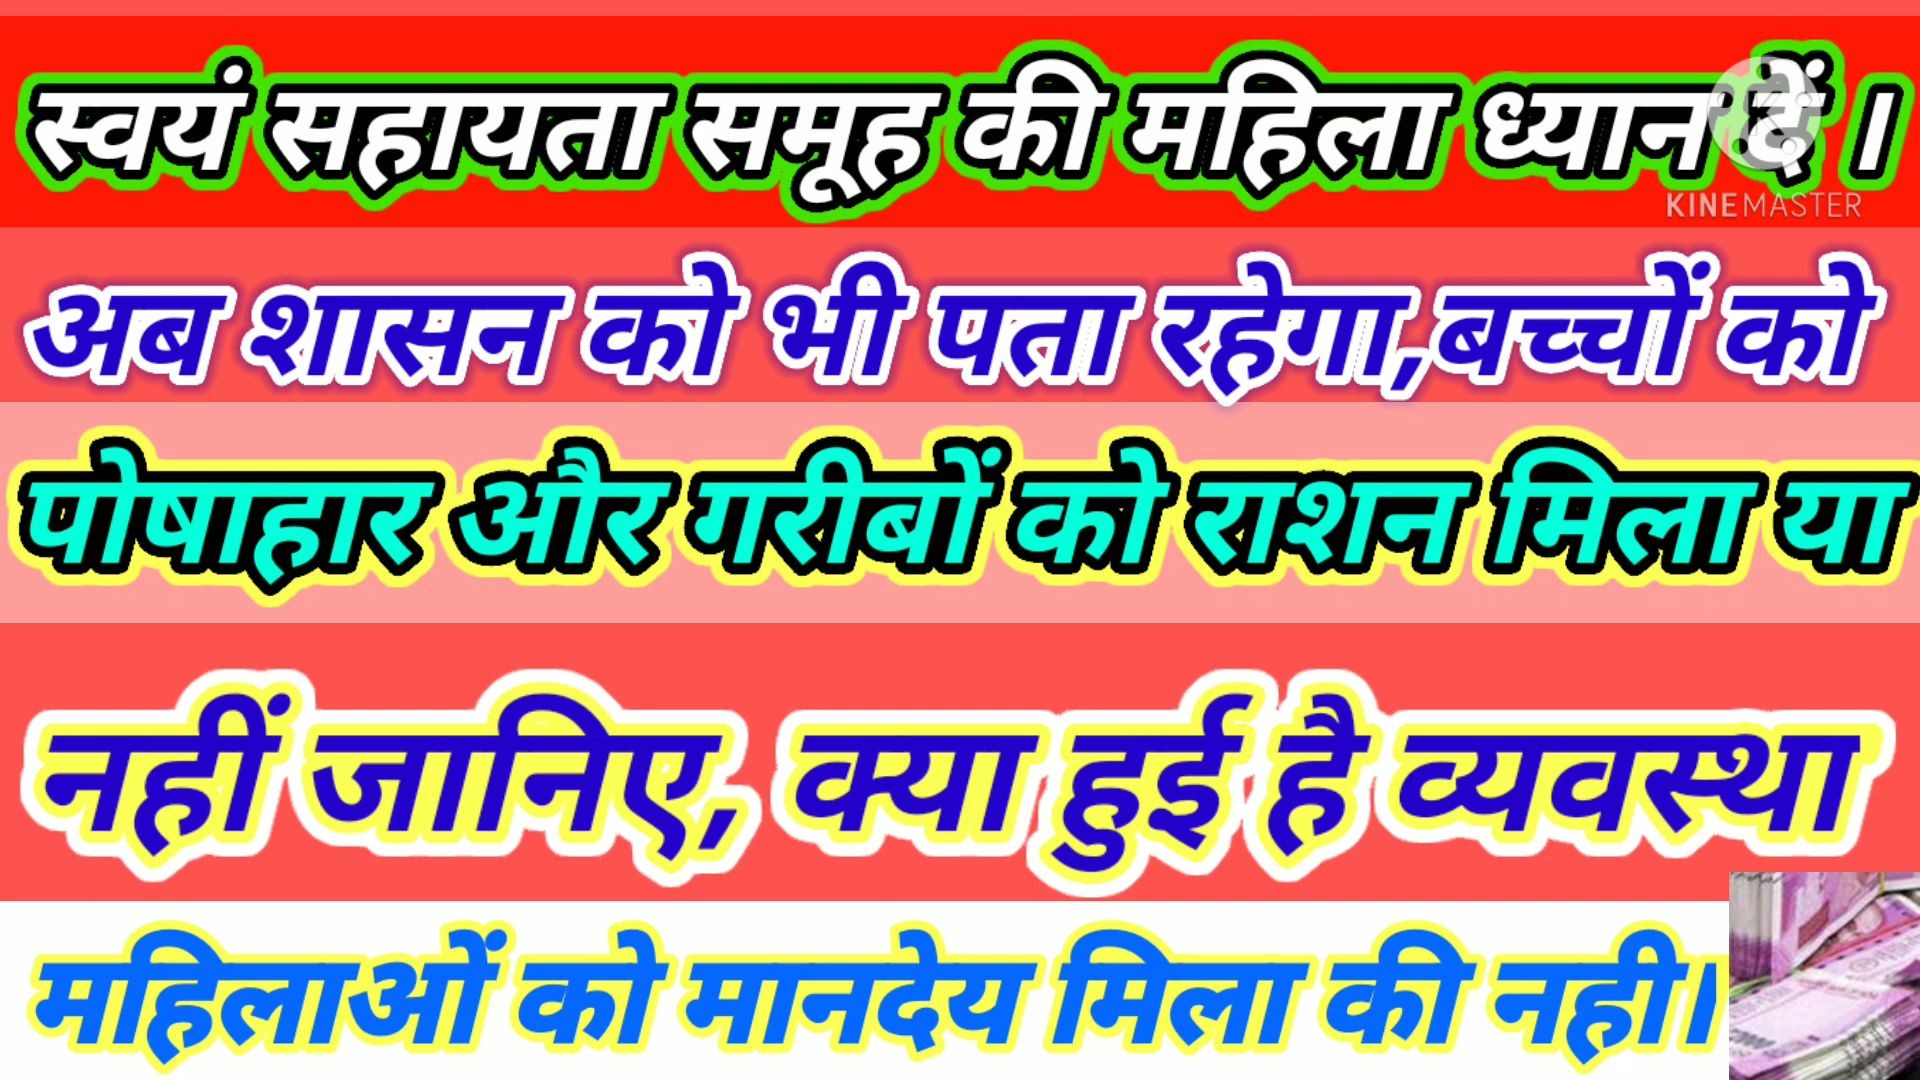 स्वयं सहायता समूह की महिला ध्यान दें ।
KINEMASTER
अब शासन को भी पता रहेगा,बच्चों को
पोषाहार और गरीबों को राशन मिला या
नहीं जानिए, क्या हुई है व्यवस्था
महिलाओं को मानदेय मिला की नही।